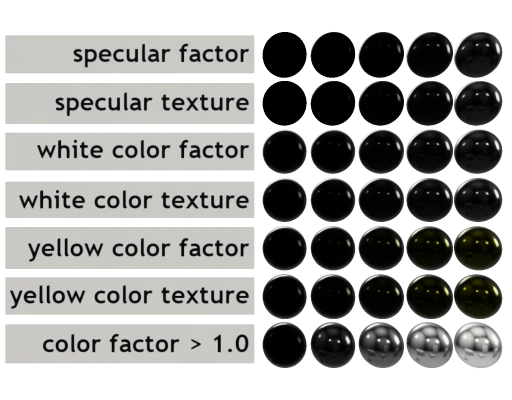 specular factor
specular texture
white color factor
white color texture
yellow color factor
yellow color texture
color factor > 1.0